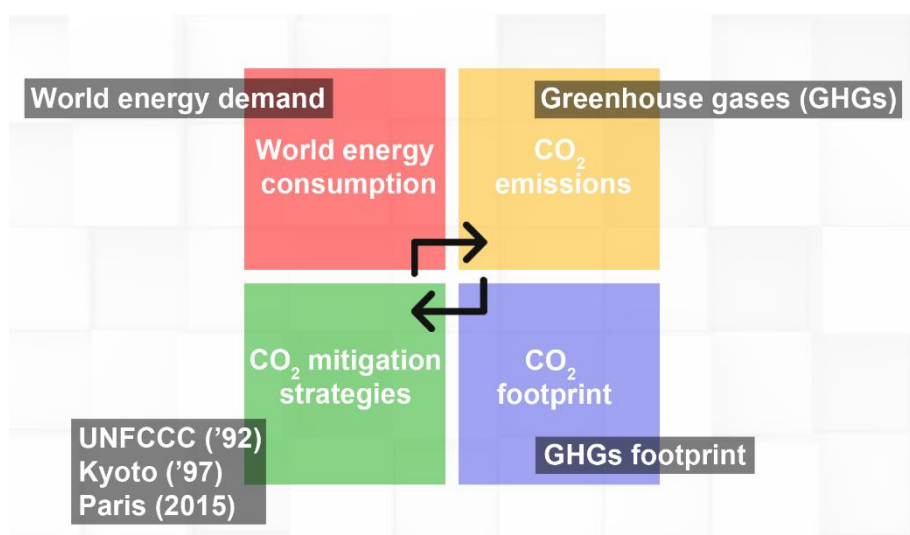 World energy demand
World energy
consumption
Greenhouse gases (GHGs)
CO₂
emissions
CO₂ mitigation
strategies
UNFCCC (’92)
Kyoto (’97)
Paris (2015)
CO₂
footprint
GHGs footprint